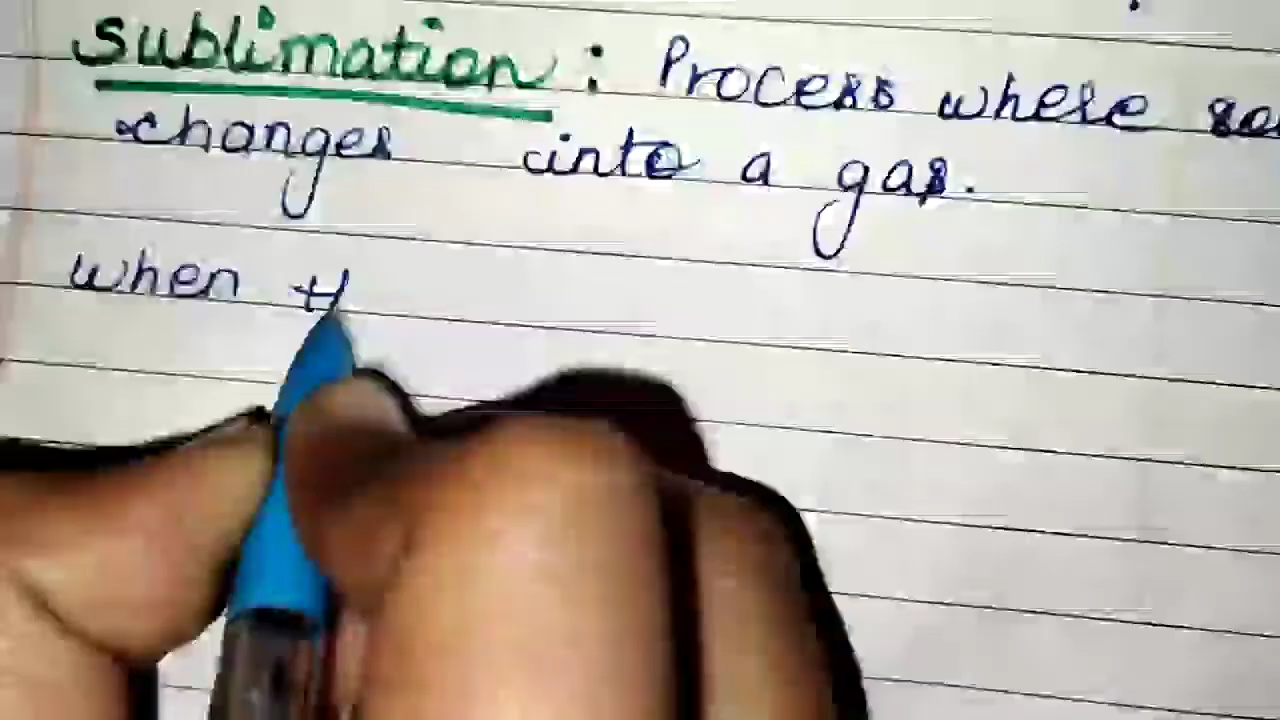 sublimation : Process where
changes into a gas.
when